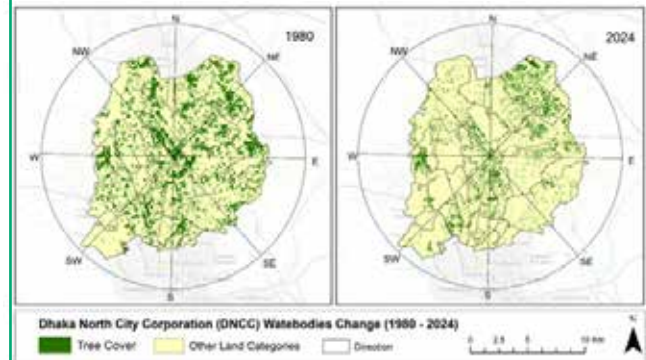 1980
N
NW
NE
W
E
SW
SE
S
2024
N
NW
NE
W
E
SW
SE
S
Dhaka North City Corporation (DNCC) Watebodies Change (1980 - 2024)
Tree Cover
Other Land Categories
Direction
0 2.5 5 10 Km